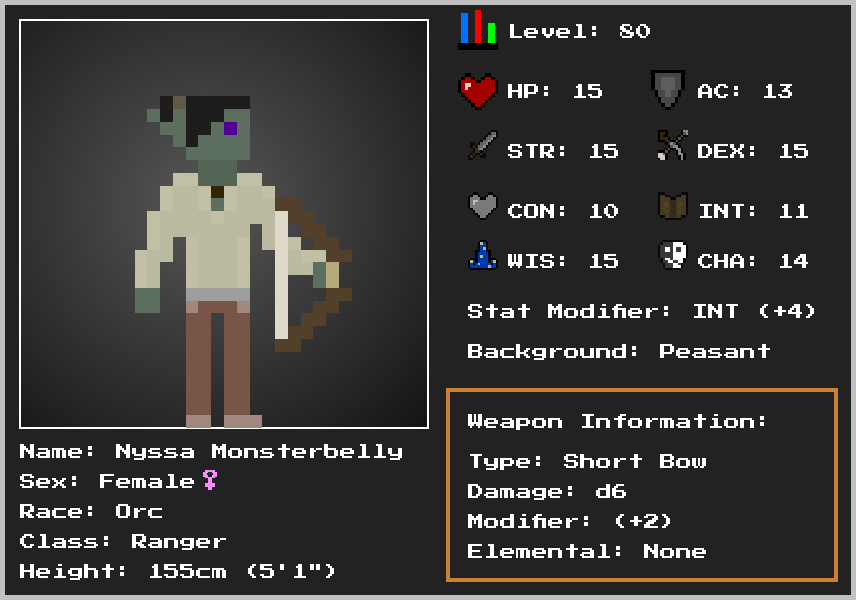 Level: 80
HP: 15 AC: 13
STR: 15 DEX: 15
CON: 10 INT: 11
WIS: 15 CHA: 14
Stat Modifier: INT (+4)
Background: Peasant
Weapon Information:
Type: Short Bow
Damage: d6
Modifier: (+2)
Elemental: None
Name: Nyssa Monsterbelly
Sex: Female♀
Race: Orc
Class: Ranger
Height: 155cm (5'1")